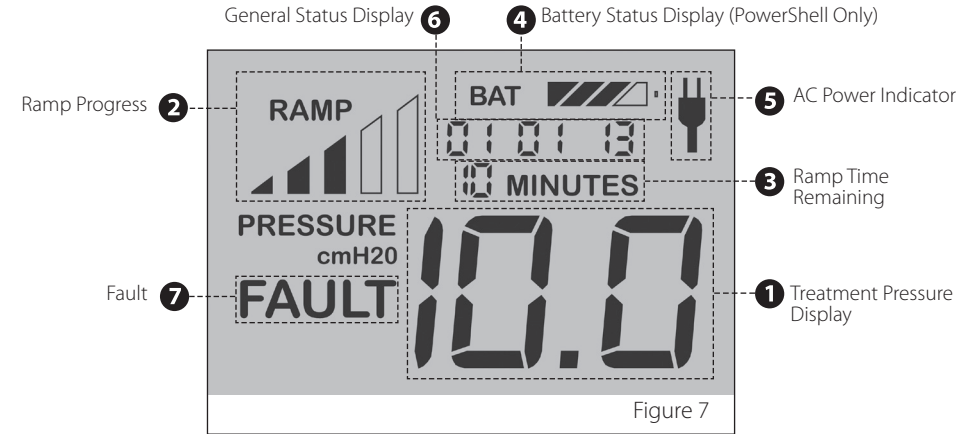 General Status Display 6
4 Battery Status Display (PowerShell Only)
Ramp Progress 2
RAMP
BAT
5 AC Power Indicator
01 01 13
10 MINUTES
3 Ramp Time
Remaining
PRESSURE
cmH20
Fault 7
FAULT
10.0
1 Treatment Pressure
Display
Figure 7